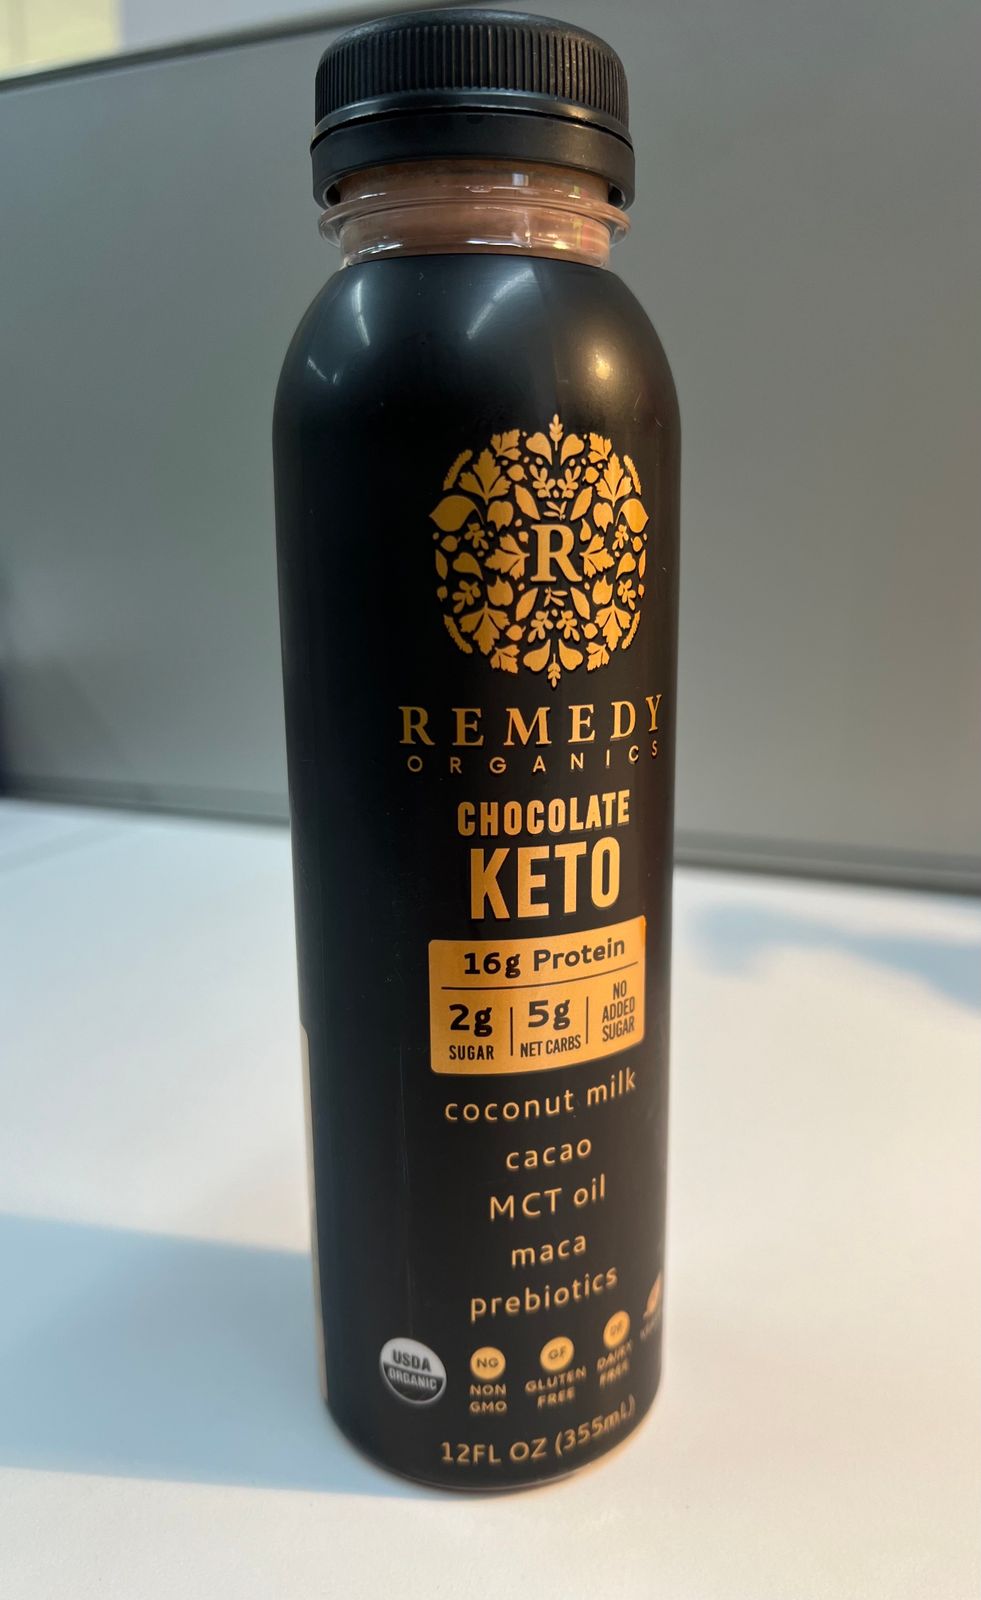 R
REMEDY
ORGANICS
CHOCOLATE
KETO
16g Protein
2g
SUGAR
5g
NET CARBS
NO
ADDED
SUGAR
coconut milk
cacao
MCT oil
maca
prebiotics
USDA
ORGANIC
NG
NON
GMO
GF
GLUTEN
FREE
DF
DAIRY
FREE
12FL OZ (355mL)